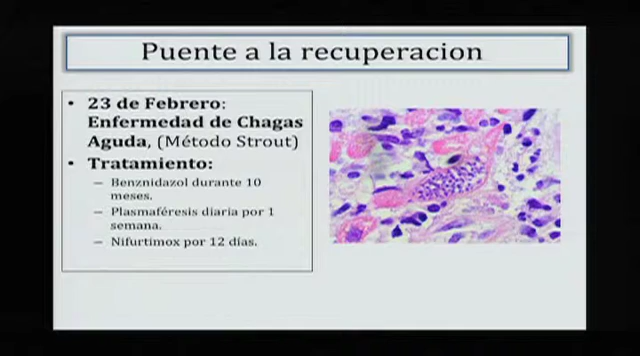 Puente a la recuperacion
• 23 de Febrero:
Enfermedad de Chagas
Aguda, (Método Strout)
• Tratamiento:
– Benznidazol durante 10
meses.
– Plasmaféresis diaria por 1
semana.
– Nifurtimox por 12 días.